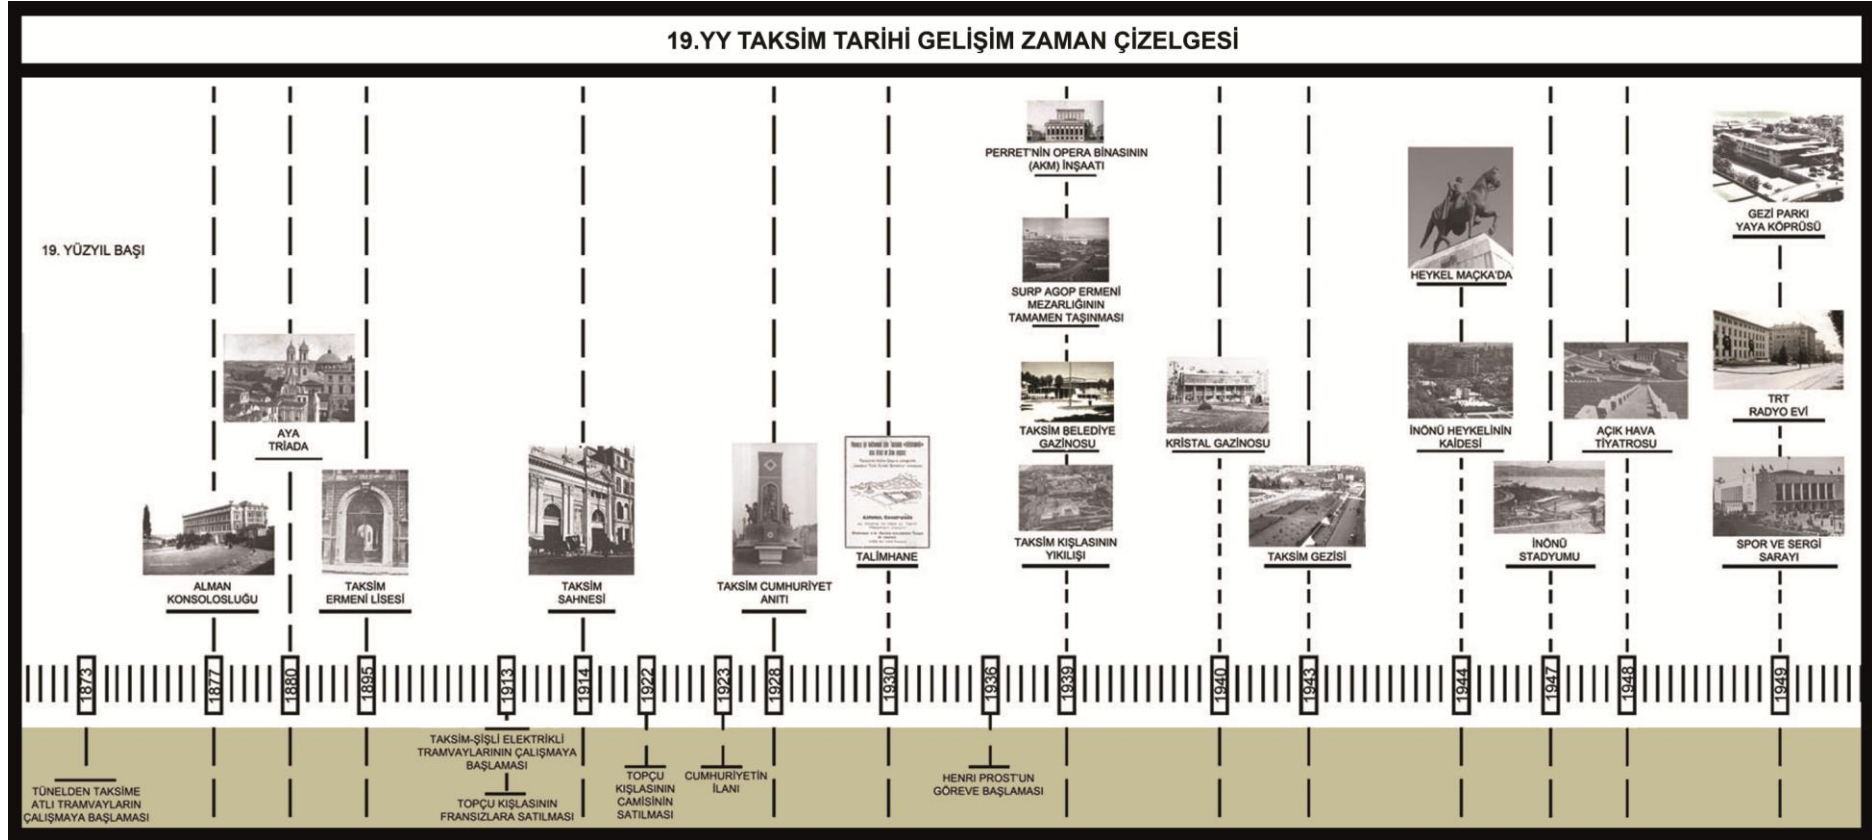 19.YY TAKSİM TARİHİ GELİŞİM ZAMAN ÇİZELGESİ
19. YÜZYIL BAŞI
ALMAN
KONSOLOSLUĞU
AYA
TRİADA
TAKSİM
ERMENİ LİSESİ
TAKSİM
SAHNESİ
TAKSİM CUMHURİYET
ANITI
TALİMHANE
PERRET'NİN OPERA BİNASININ
(AKM) İNŞAATI
SURP AGOP ERMENİ
MEZARLIĞININ
TAMAMEN TAŞINMASI
TAKSİM BELEDİYE
GAZİNOSU
TAKSİM KIŞLASININ
YIKILIŞI
KRİSTAL GAZİNOSU
TAKSİM GEZİSİ
HEYKEL MAÇKA'DA
İNÖNÜ HEYKELİNİN
KAİDESİ
İNÖNÜ
STADYUMU
AÇIK HAVA
TİYATROSU
GEZİ PARKI
YAYA KÖPRÜSÜ
TRT
RADYO EVİ
SPOR VE SERGİ
SARAYI
1873
1877
1880
1895
1913
1914
1922
1923
1928
1930
1936
1939
1940
1943
1944
1947
1948
1949
TÜNELDEN TAKSİME
ATLI TRAMVAYLARIN
ÇALIŞMAYA BAŞLAMASI
TAKSİM-ŞİŞLİ ELEKTRİKLİ
TRAMVAYLARININ ÇALIŞMAYA
BAŞLAMASI
TOPÇU KIŞLASININ
FRANSIZLARA SATILMASI
TOPÇU
KIŞLASININ
CAMİSİNİN
SATILMASI
CUMHURİYETİN
İLANI
HENRI PROST'UN
GÖREVE BAŞLAMASI